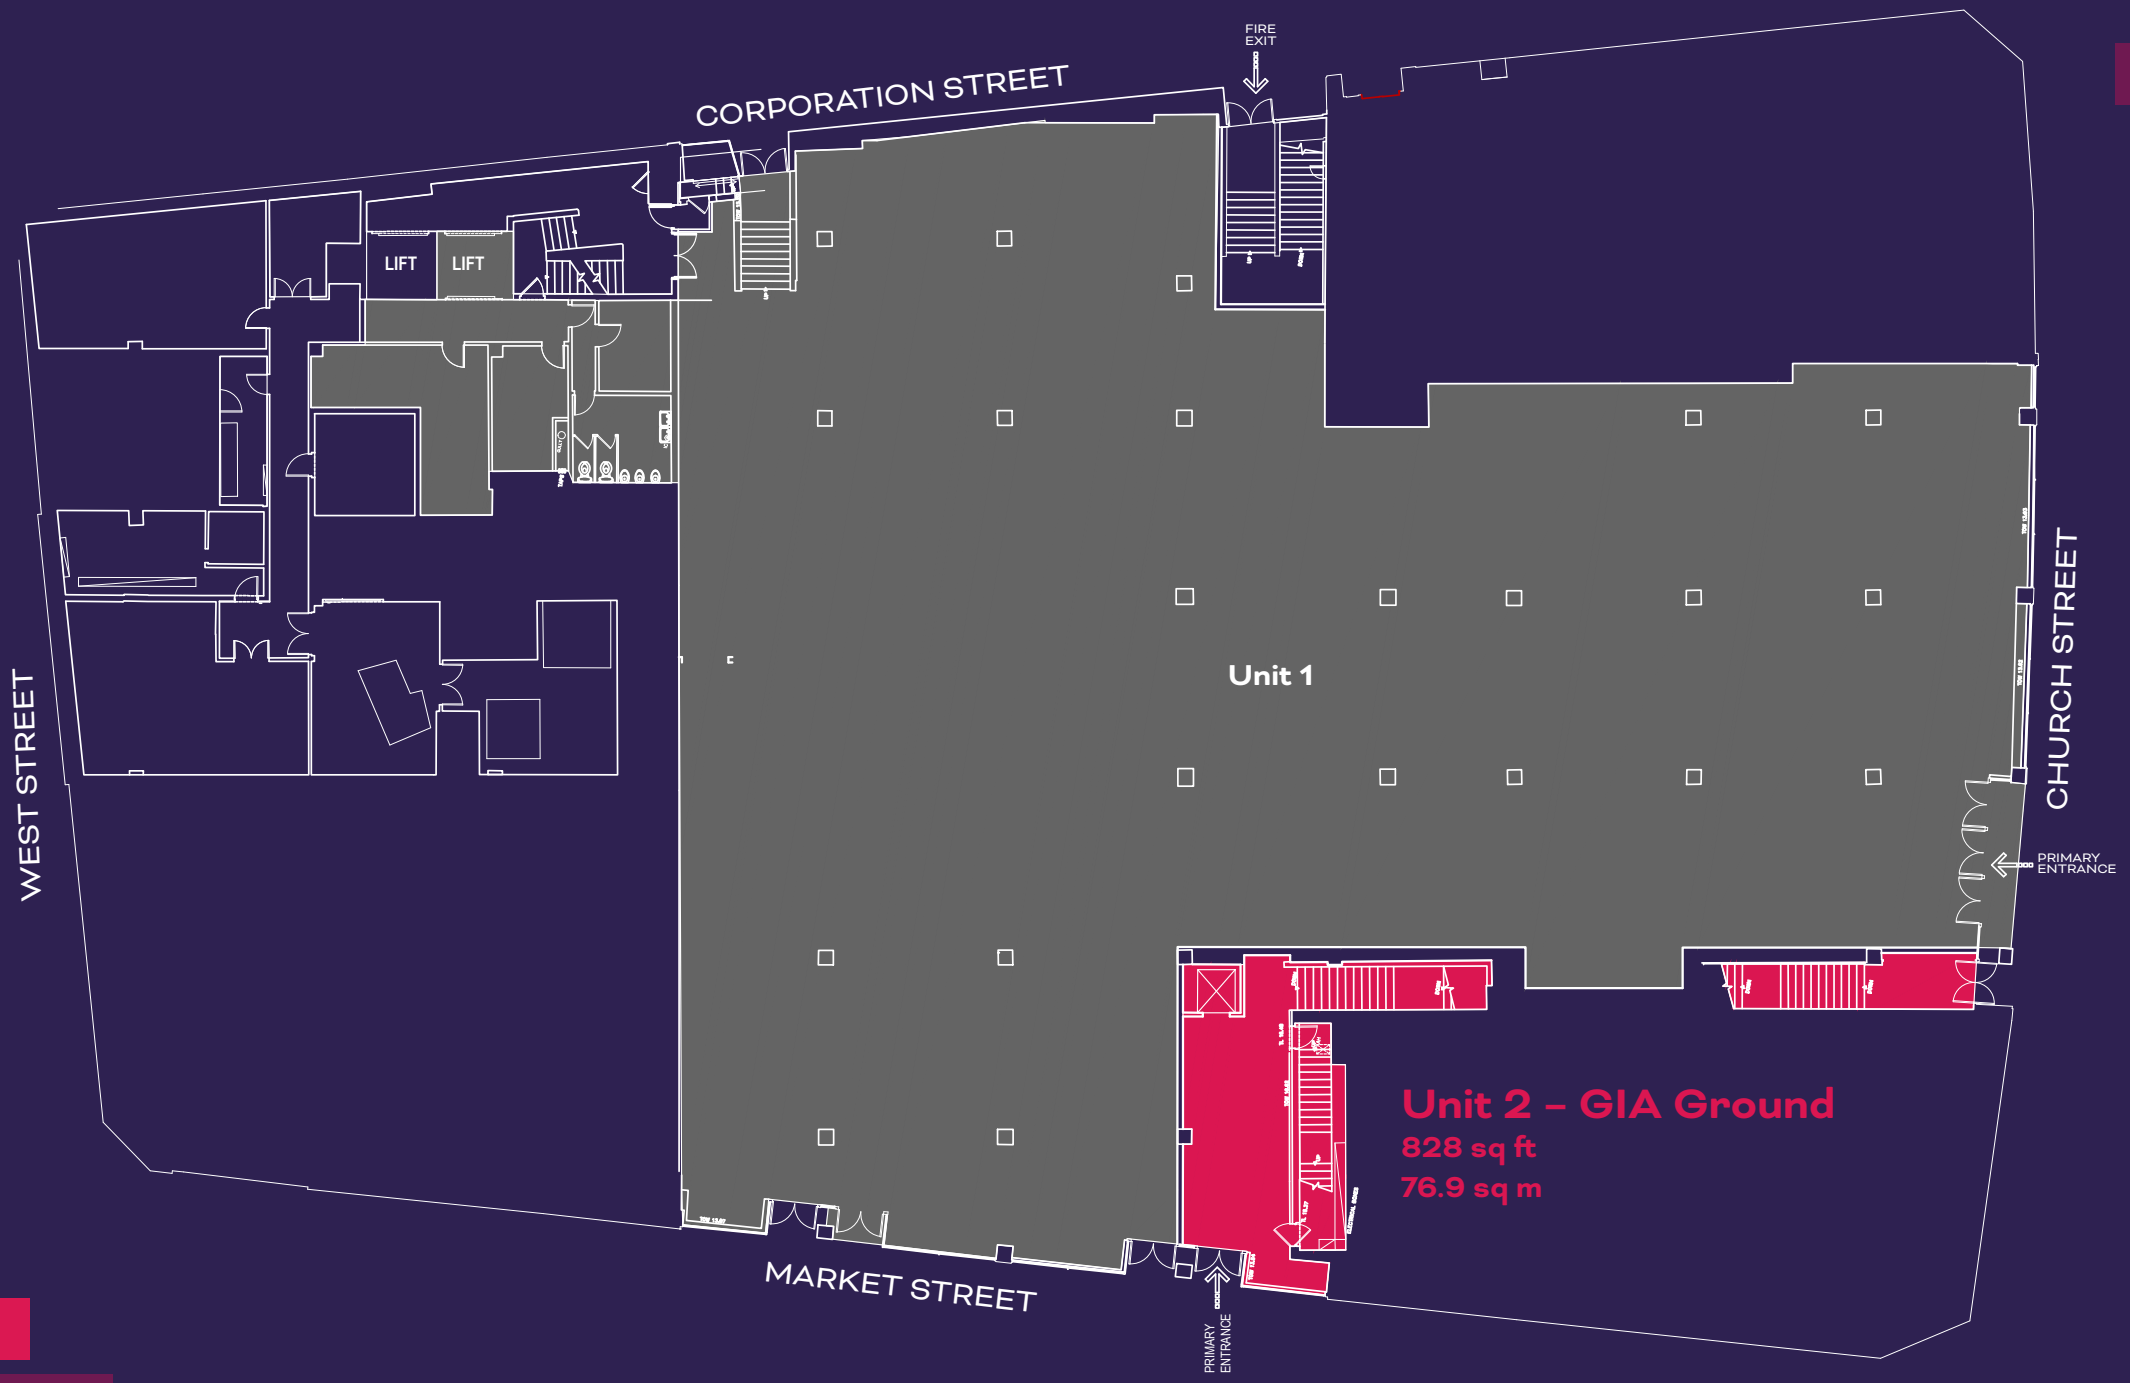 FIRE
EXIT
CORPORATION STREET
LIFT
LIFT
CHURCH STREET
Unit 1
WEST STREET
PRIMARY
ENTRANCE
Unit 2 – GIA Ground
828 sq ft
76.9 sq m
MARKET STREET
PRIMARY
ENTRANCE